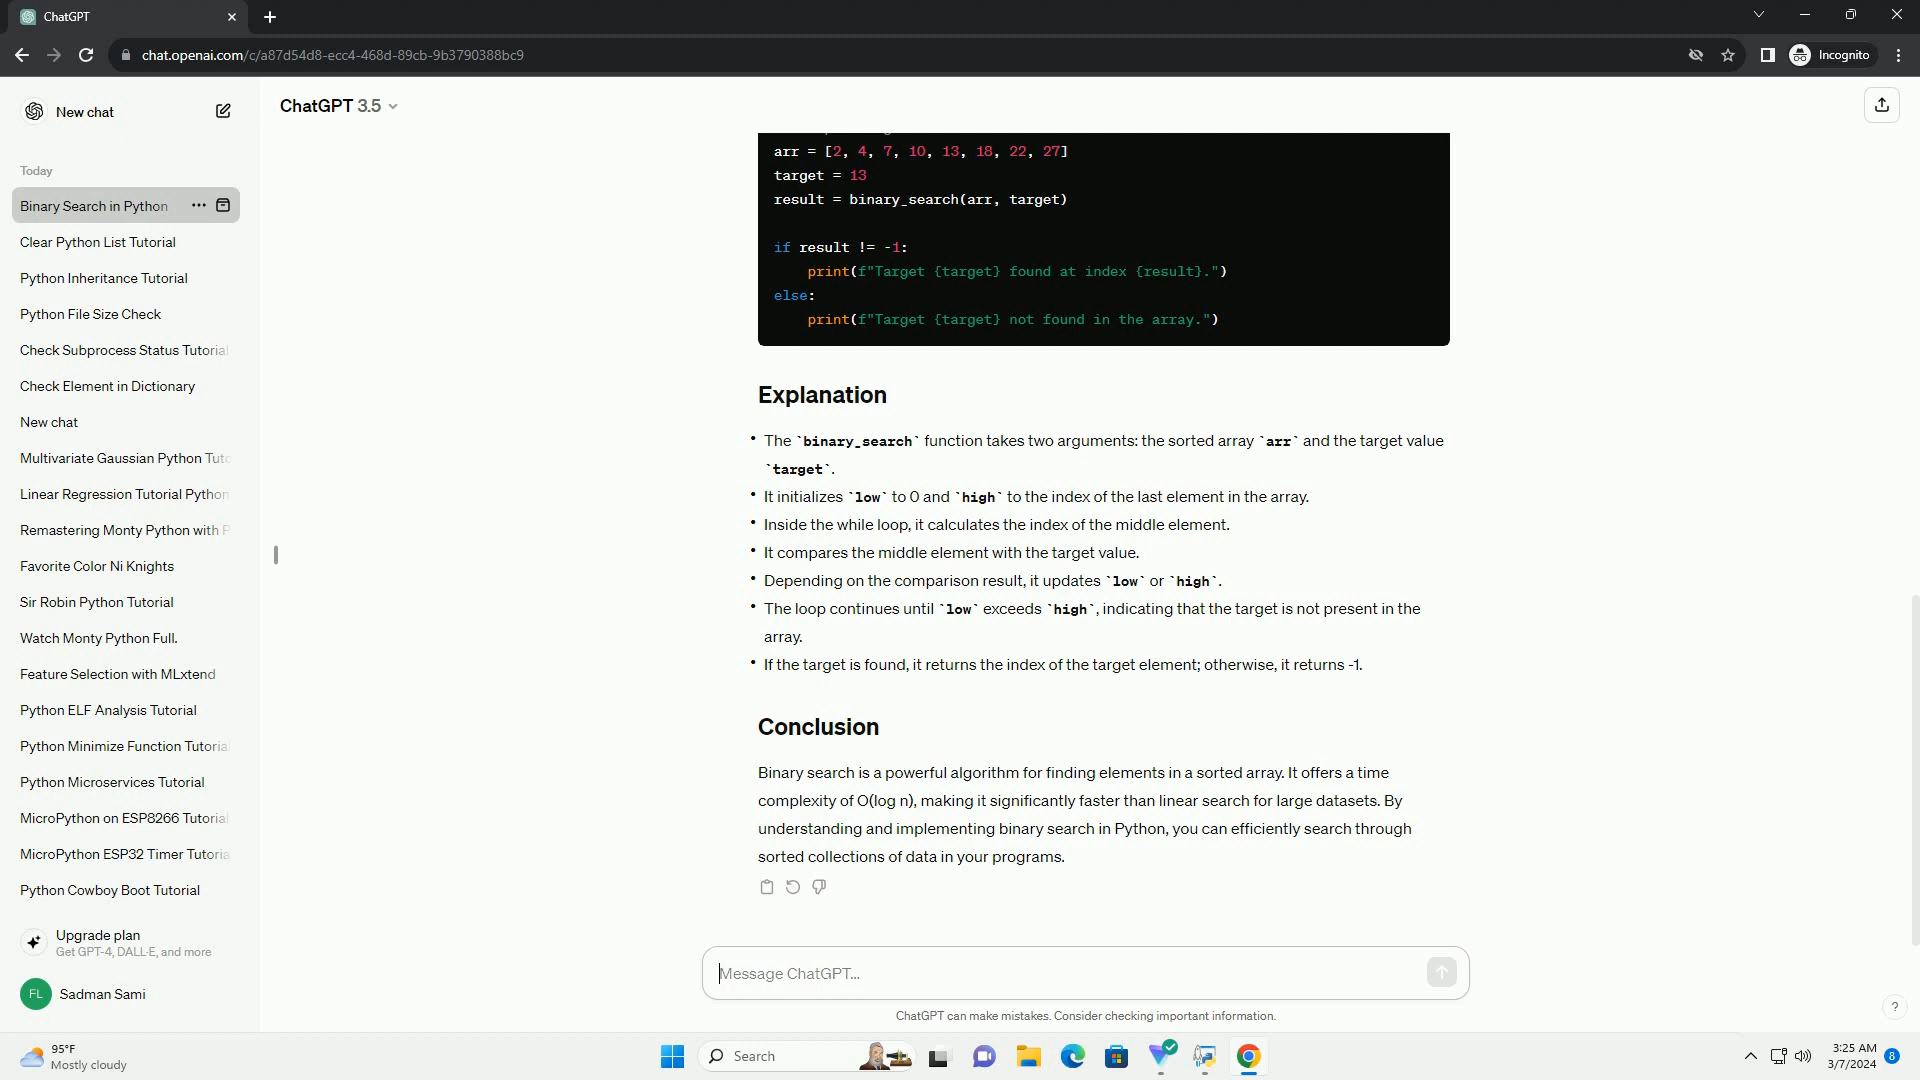 ChatGPT
chat.openai.com/c/a87d54d8-ecc4-468d-89cb-9b3790388bc9
Incognito
New chat
ChatGPT 3.5
Today
Binary Search in Python
Clear Python List Tutorial
Python Inheritance Tutorial
Python File Size Check
Check Subprocess Status Tutorial
Check Element in Dictionary
New chat
Multivariate Gaussian Python Tuto
Linear Regression Tutorial Python
Remastering Monty Python with P
Favorite Color Ni Knights
Sir Robin Python Tutorial
Watch Monty Python Full.
Feature Selection with MLxtend
Python ELF Analysis Tutorial
Python Minimize Function Tutorial
Python Microservices Tutorial
MicroPython on ESP8266 Tutorial
MicroPython ESP32 Timer Tutoria
Python Cowboy Boot Tutorial
Upgrade plan
Get GPT-4, DALL·E, and more
FL Sadman Sami
arr = [2, 4, 7, 10, 13, 18, 22, 27]
target = 13
result = binary_search(arr, target)
if result != -1:
print(f"Target {target} found at index {result}.")
else:
print(f"Target {target} not found in the array.")
Explanation
• The `binary_search` function takes two arguments: the sorted array `arr` and the target value
`target`.
• It initializes `low` to 0 and `high` to the index of the last element in the array.
• Inside the while loop, it calculates the index of the middle element.
• It compares the middle element with the target value.
• Depending on the comparison result, it updates `low` or `high`.
• The loop continues until `low` exceeds `high`, indicating that the target is not present in the
array.
• If the target is found, it returns the index of the target element; otherwise, it returns -1.
Conclusion
Binary search is a powerful algorithm for finding elements in a sorted array. It offers a time
complexity of O(log n), making it significantly faster than linear search for large datasets. By
understanding and implementing binary search in Python, you can efficiently search through
sorted collections of data in your programs.
Message ChatGPT...
ChatGPT can make mistakes. Consider checking important information.
?
95°F
Mostly cloudy
Search
3:25 AM
3/7/2024
8